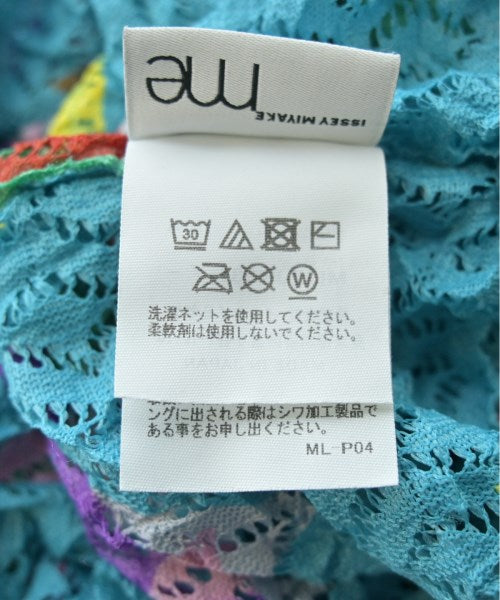 me
ISSEY MIYAKE
30
W
洗濯ネットを使用してください。
柔軟剤は使用しないでください。
ングに出される際はシワ加工製品で
ある事をお申し出ください。
ML-P04